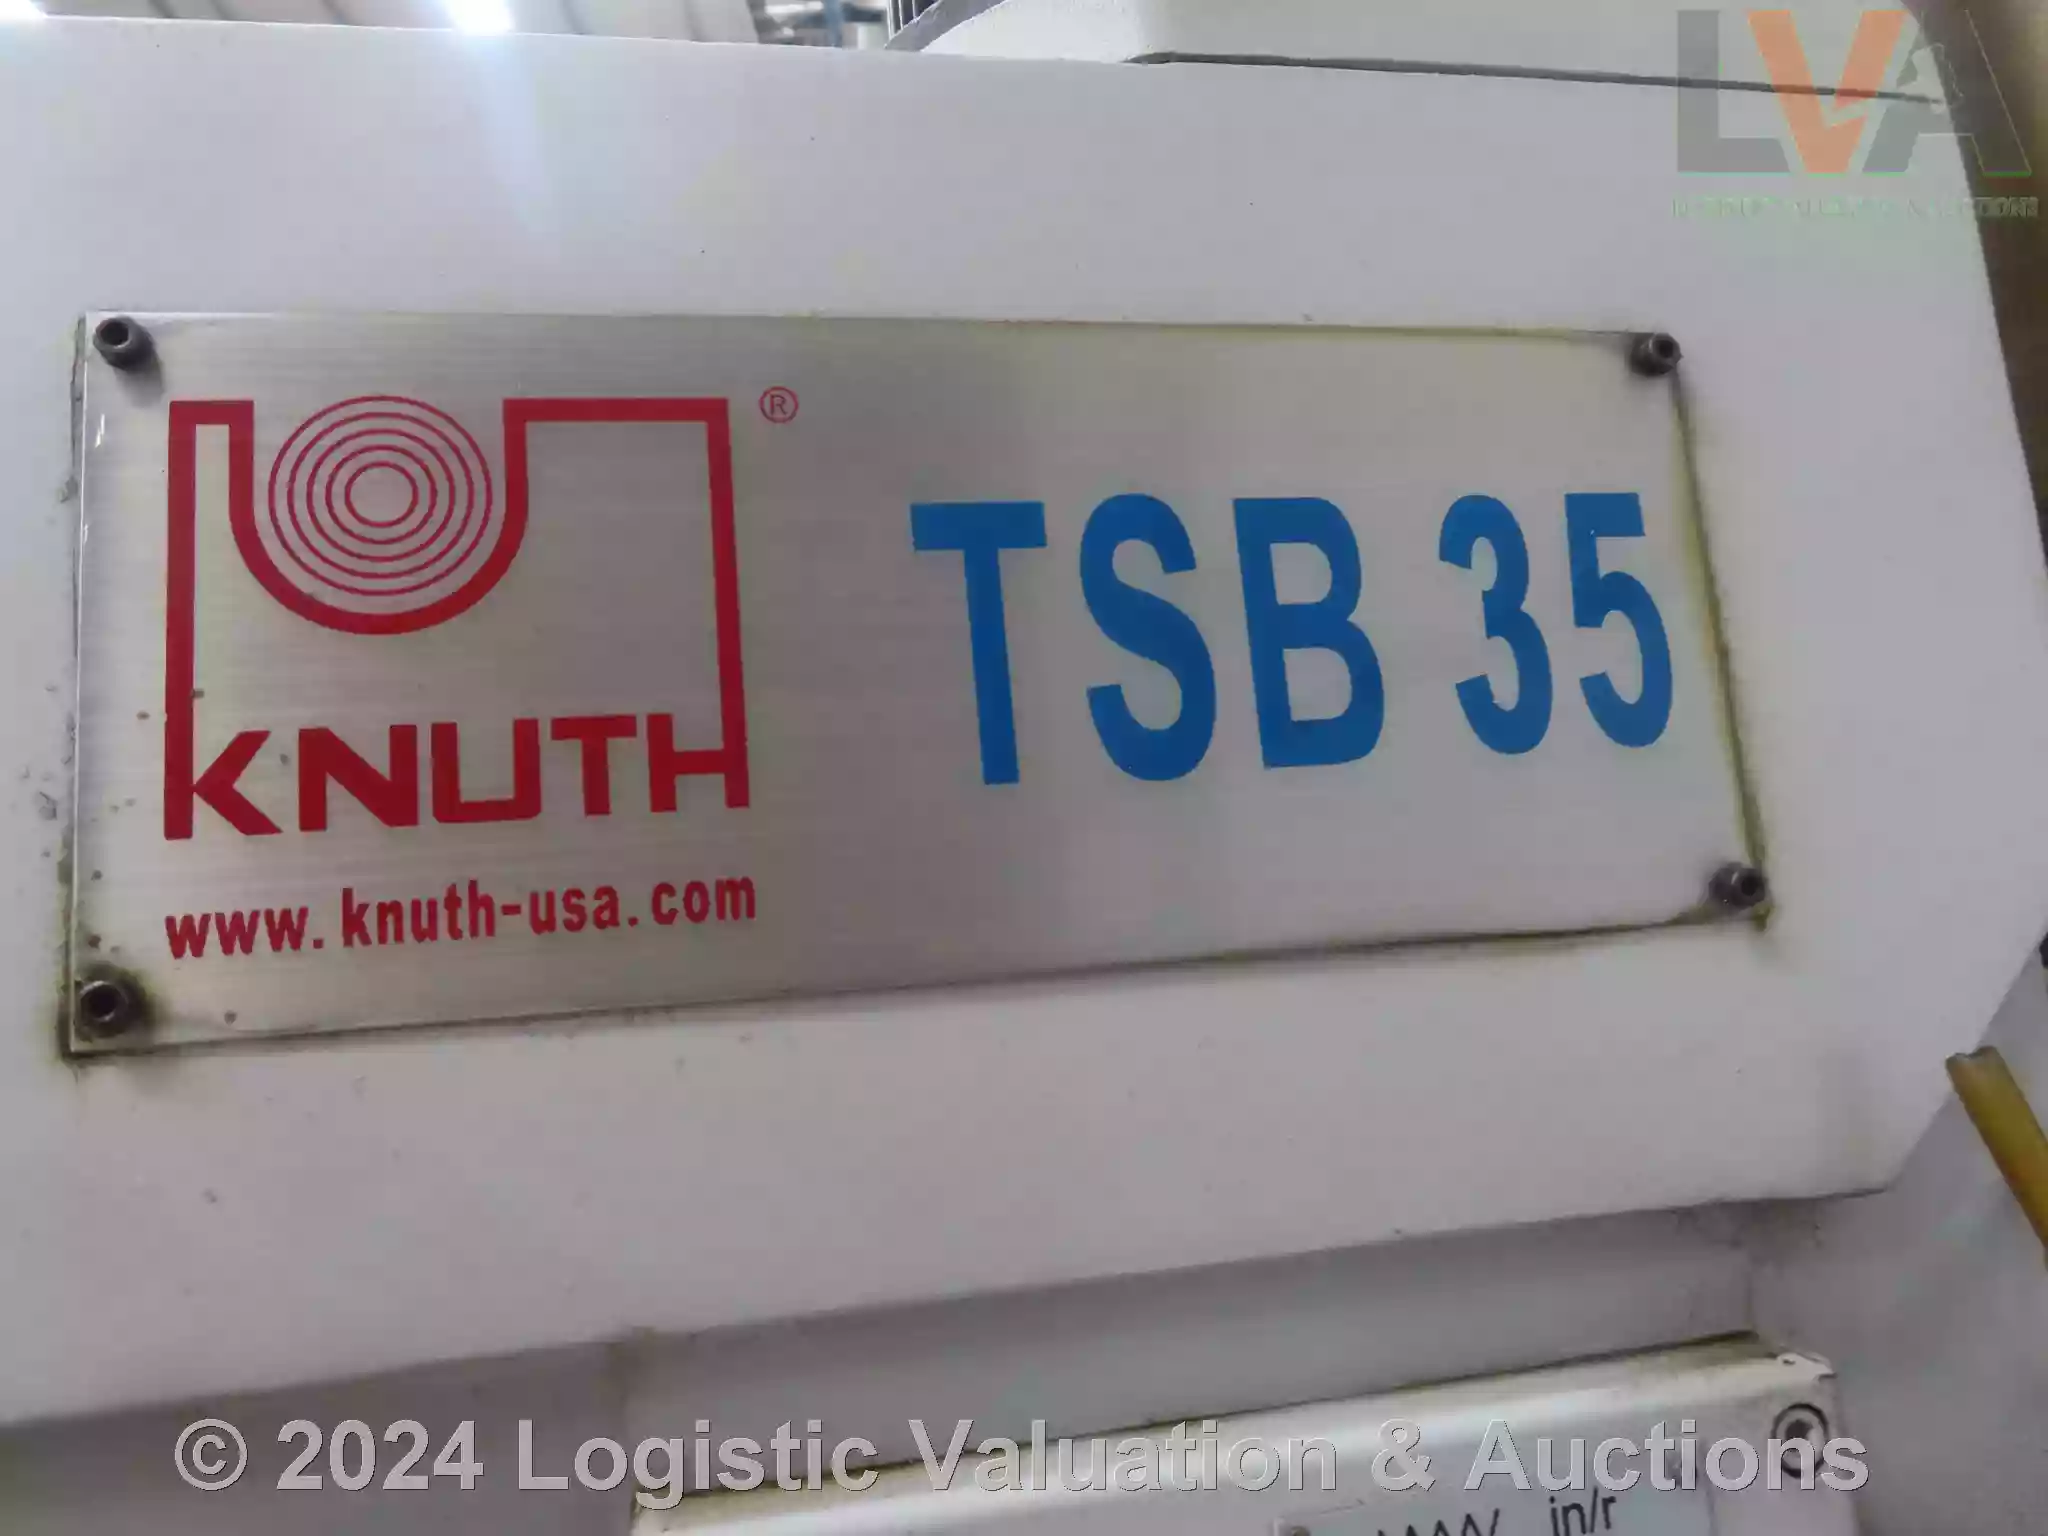 LVA
KNUTH ®
www.knuth-usa.com
TSB 35
© 2024 Logistic Valuation & Auctions
in/r